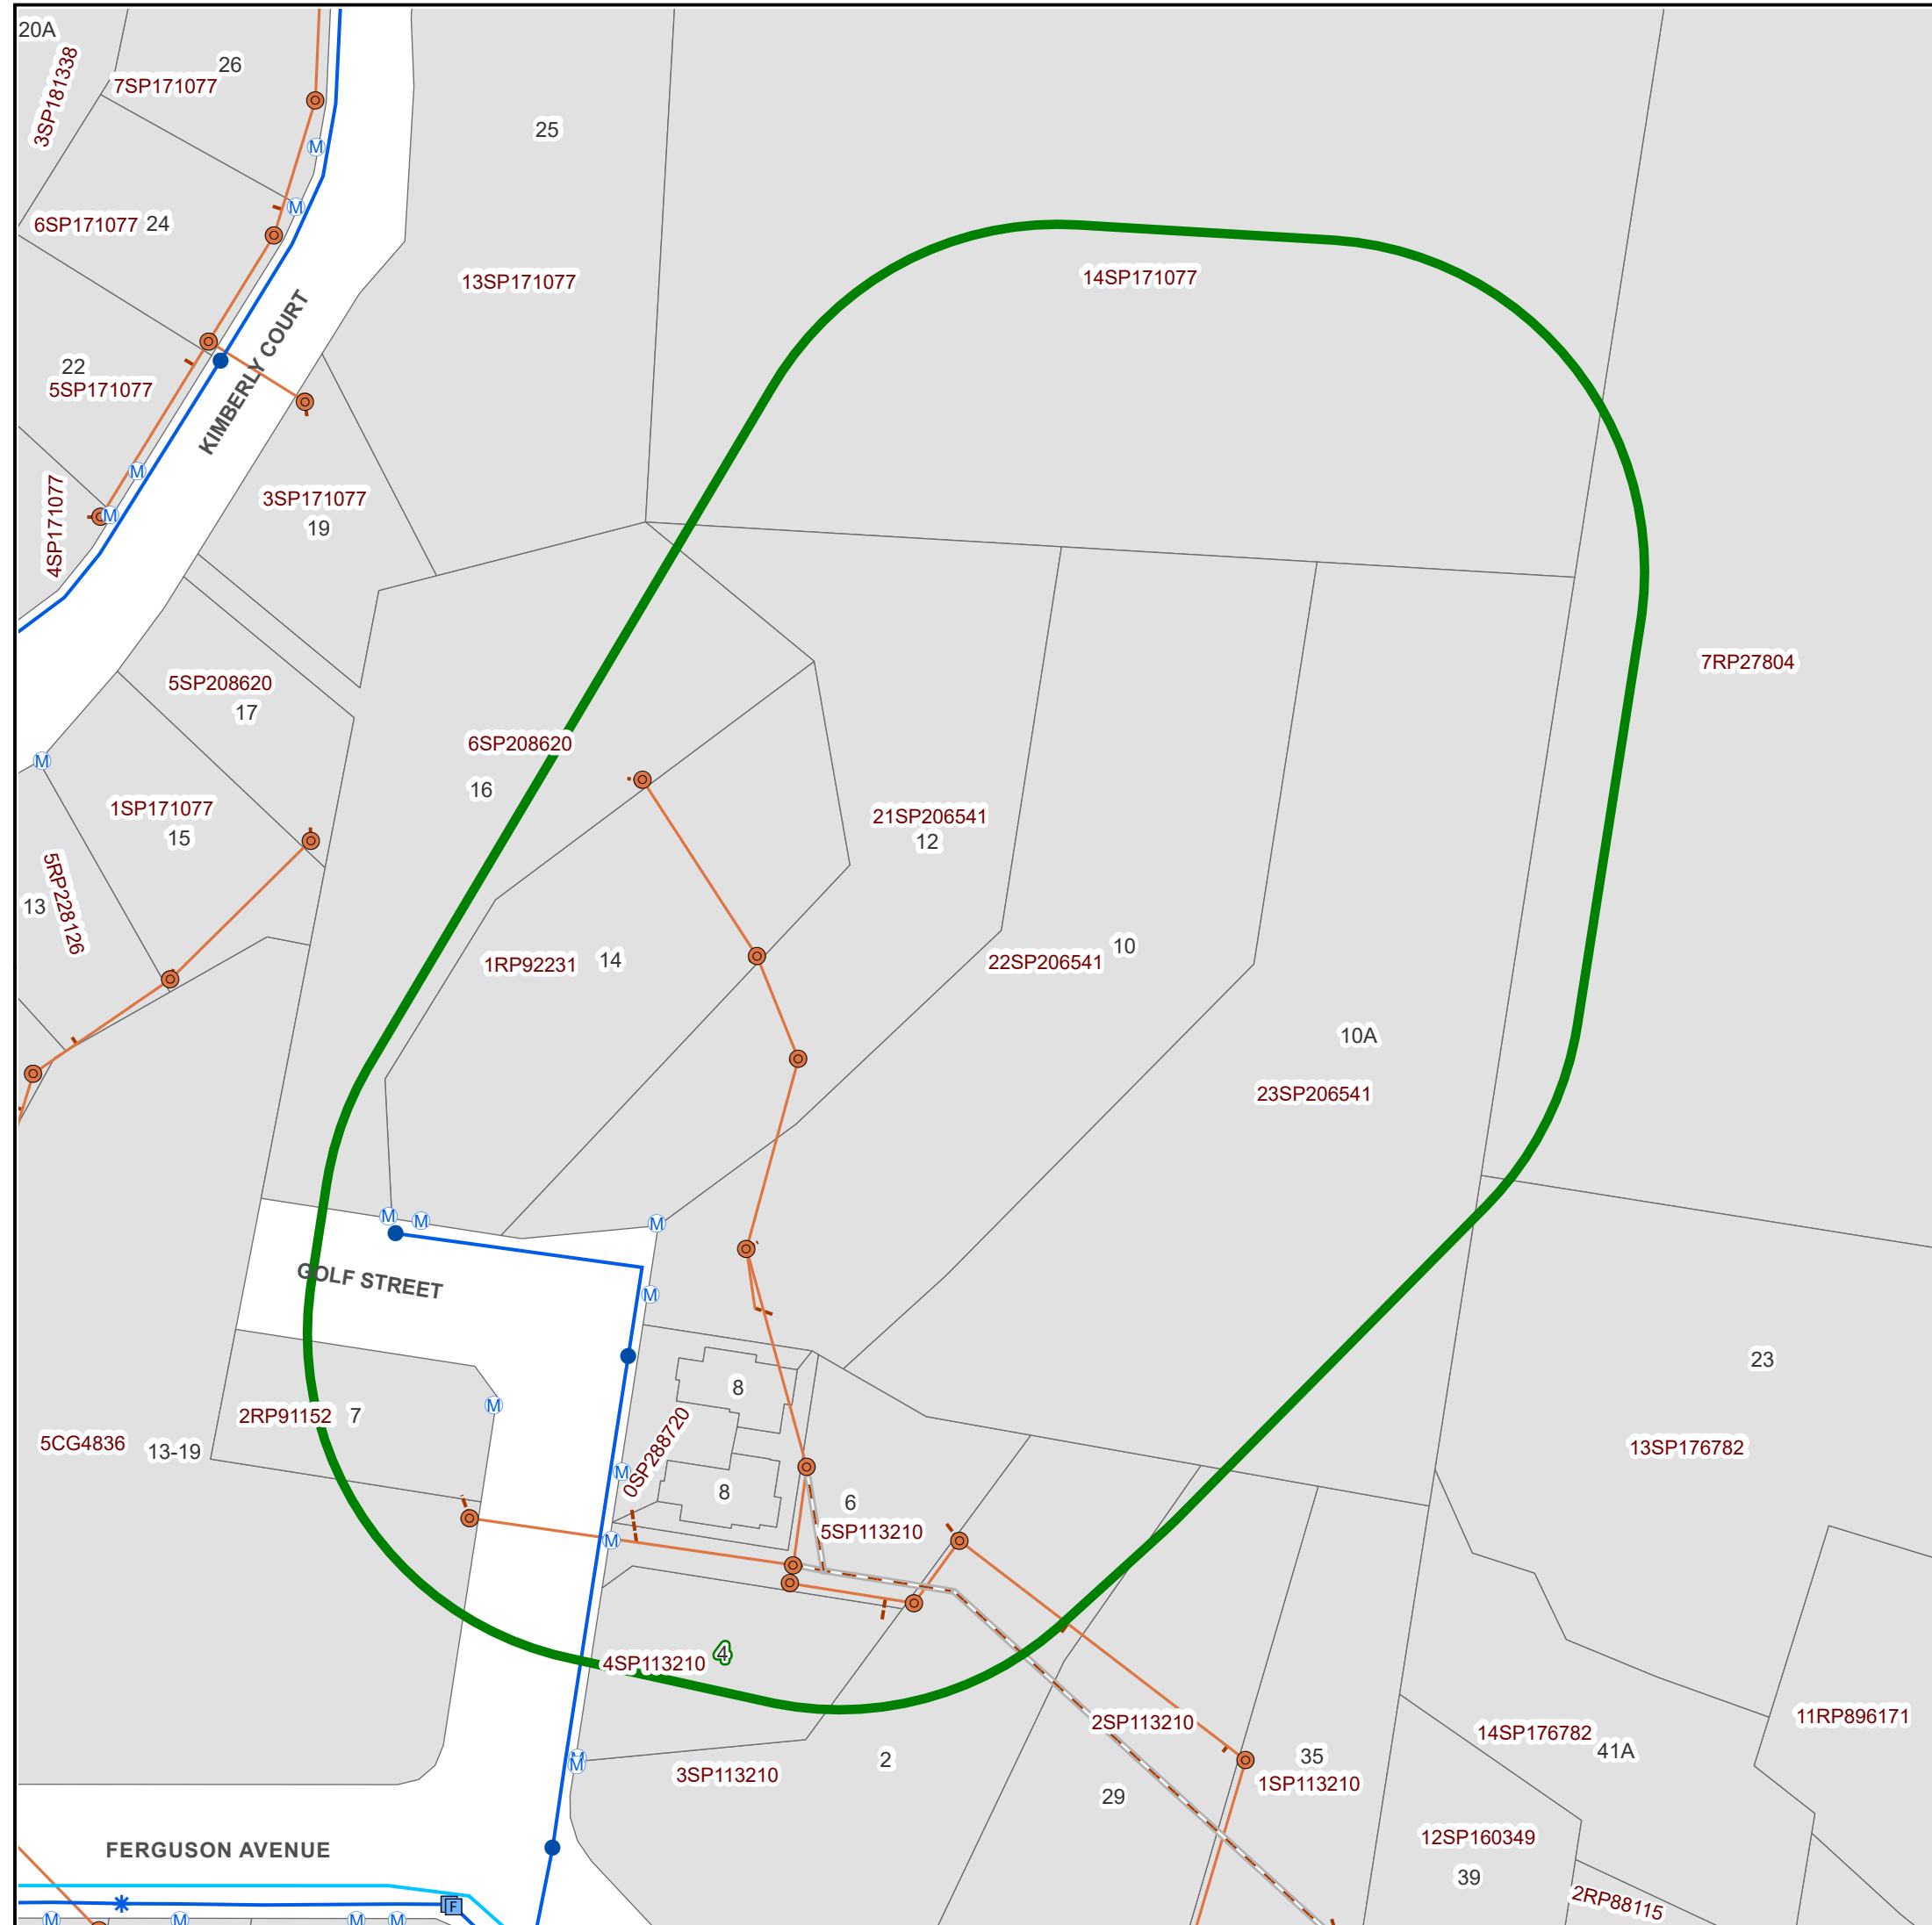 20A
26
7SP171077
3SP181338
M
25
6SP171077
24
M
13SP171077
14SP171077
22
5SP171077
KIMBERLY COURT
M
M
4SP171077
3SP171077
19
7RP27804
5SP208620
17
6SP208620
M
16
1SP171077
15
21SP206541
12
13
5RP228126
1RP92231
14
22SP206541
10
10A
23SP206541
M
M
M
GOLF STREET
M
8
23
M
2RP91152
7
5CG4836
13-19
0SP288720
13SP176782
M
8
6
5SP113210
M
4SP113210
4
2SP113210
11RP896171
14SP176782
41A
M
M
3SP113210
2
35
1SP113210
29
FERGUSON AVENUE
12SP160349
39
F
2RP88115
M
M
M
M